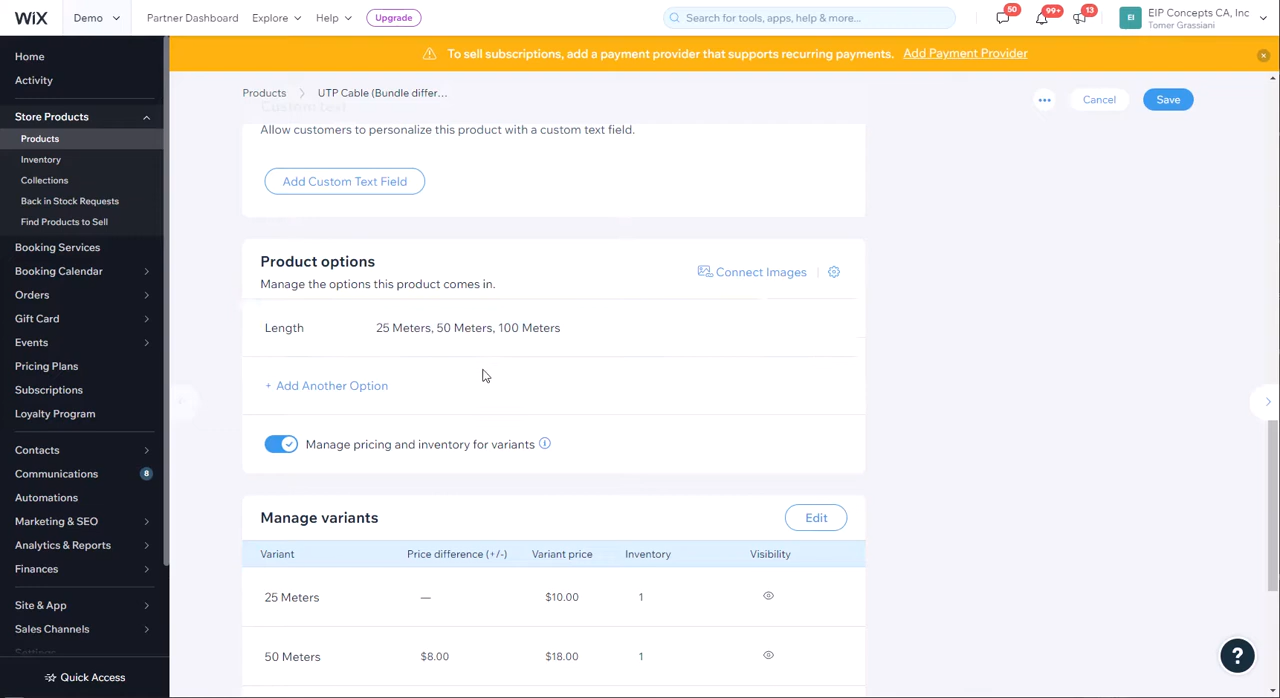 WiX Demo Partner Dashboard Explore Help Upgrade Search for tools, apps, help & more... 50 99+ 13 EI EIP Concepts CA, Inc
Tomer Grassiani
To sell subscriptions, add a payment provider that supports recurring payments. Add Payment Provider
Home
Activity
Store Products
Products
Inventory
Collections
Back in Stock Requests
Find Products to Sell
Booking Services
Booking Calendar
Orders
Gift Card
Events
Pricing Plans
Subscriptions
Loyalty Program
Contacts
Communications 8
Automations
Marketing & SEO
Analytics & Reports
Finances
Site & App
Sales Channels
Settings
Quick Access
Products UTP Cable (Bundle differ... ••• Cancel Save
Custom text
Allow customers to personalize this product with a custom text field.
Add Custom Text Field
Product options
Manage the options this product comes in.
Connect Images
Length 25 Meters, 50 Meters, 100 Meters
+ Add Another Option
Manage pricing and inventory for variants
Manage variants Edit
Variant Price difference (+/-) Variant price Inventory Visibility
25 Meters — $10.00 1
50 Meters $8.00 $18.00 1
?